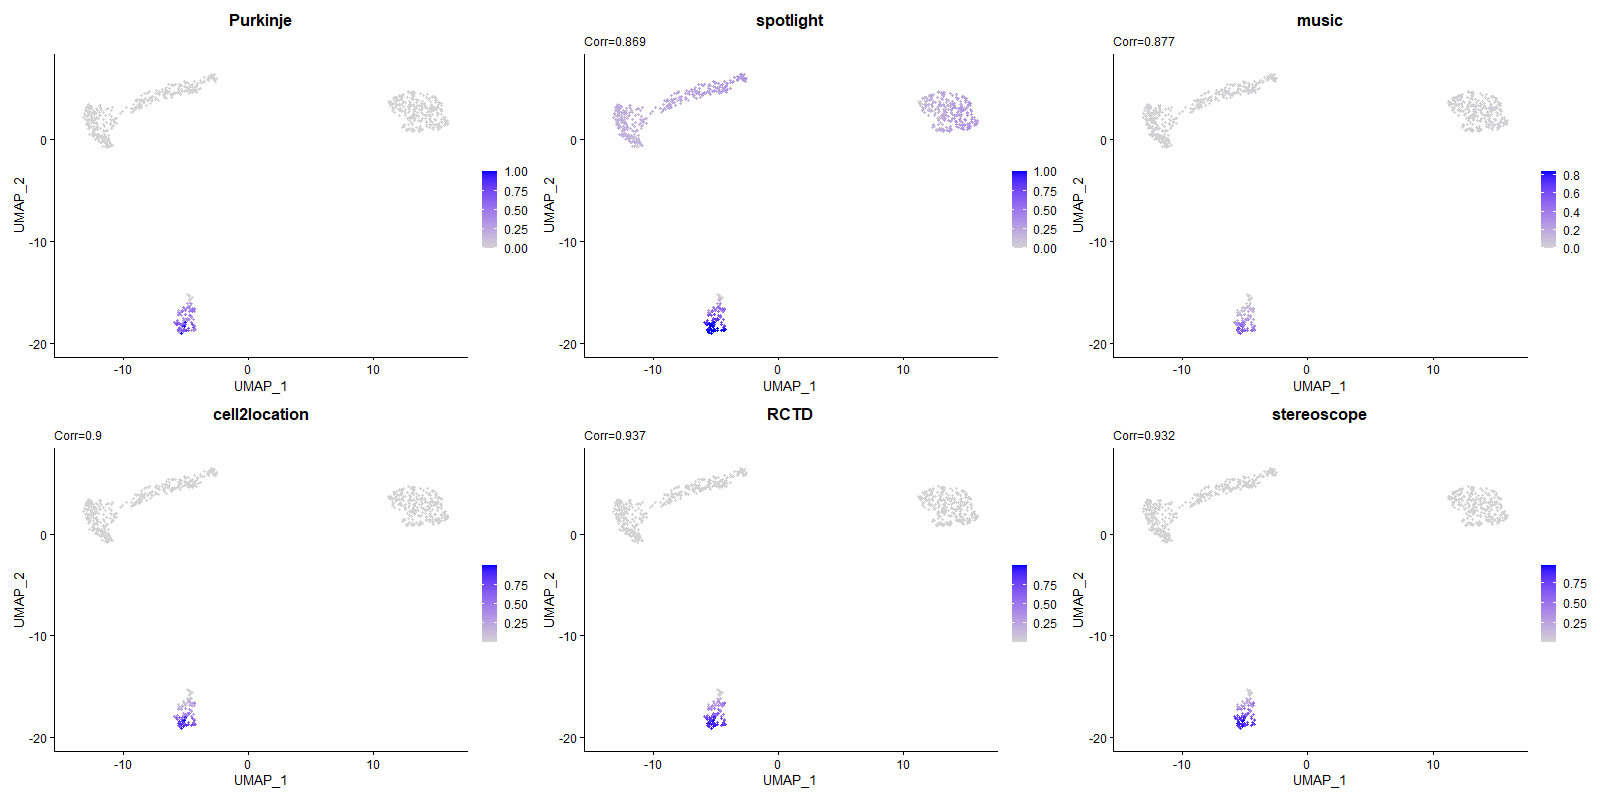 Purkinje
0
-10
-20
-10
0
10
UMAP_1
UMAP_2
1.00
0.75
0.50
0.25
0.00
spotlight
Corr=0.869
0
-10
-20
-10
0
10
UMAP_1
UMAP_2
1.00
0.75
0.50
0.25
0.00
music
Corr=0.877
0
-10
-20
-10
0
10
UMAP_1
UMAP_2
0.8
0.6
0.4
0.2
0.0
cell2location
Corr=0.9
0
-10
-20
-10
0
10
UMAP_1
UMAP_2
0.75
0.50
0.25
RCTD
Corr=0.937
0
-10
-20
-10
0
10
UMAP_1
UMAP_2
0.75
0.50
0.25
stereoscope
Corr=0.932
0
-10
-20
-10
0
10
UMAP_1
UMAP_2
0.75
0.50
0.25